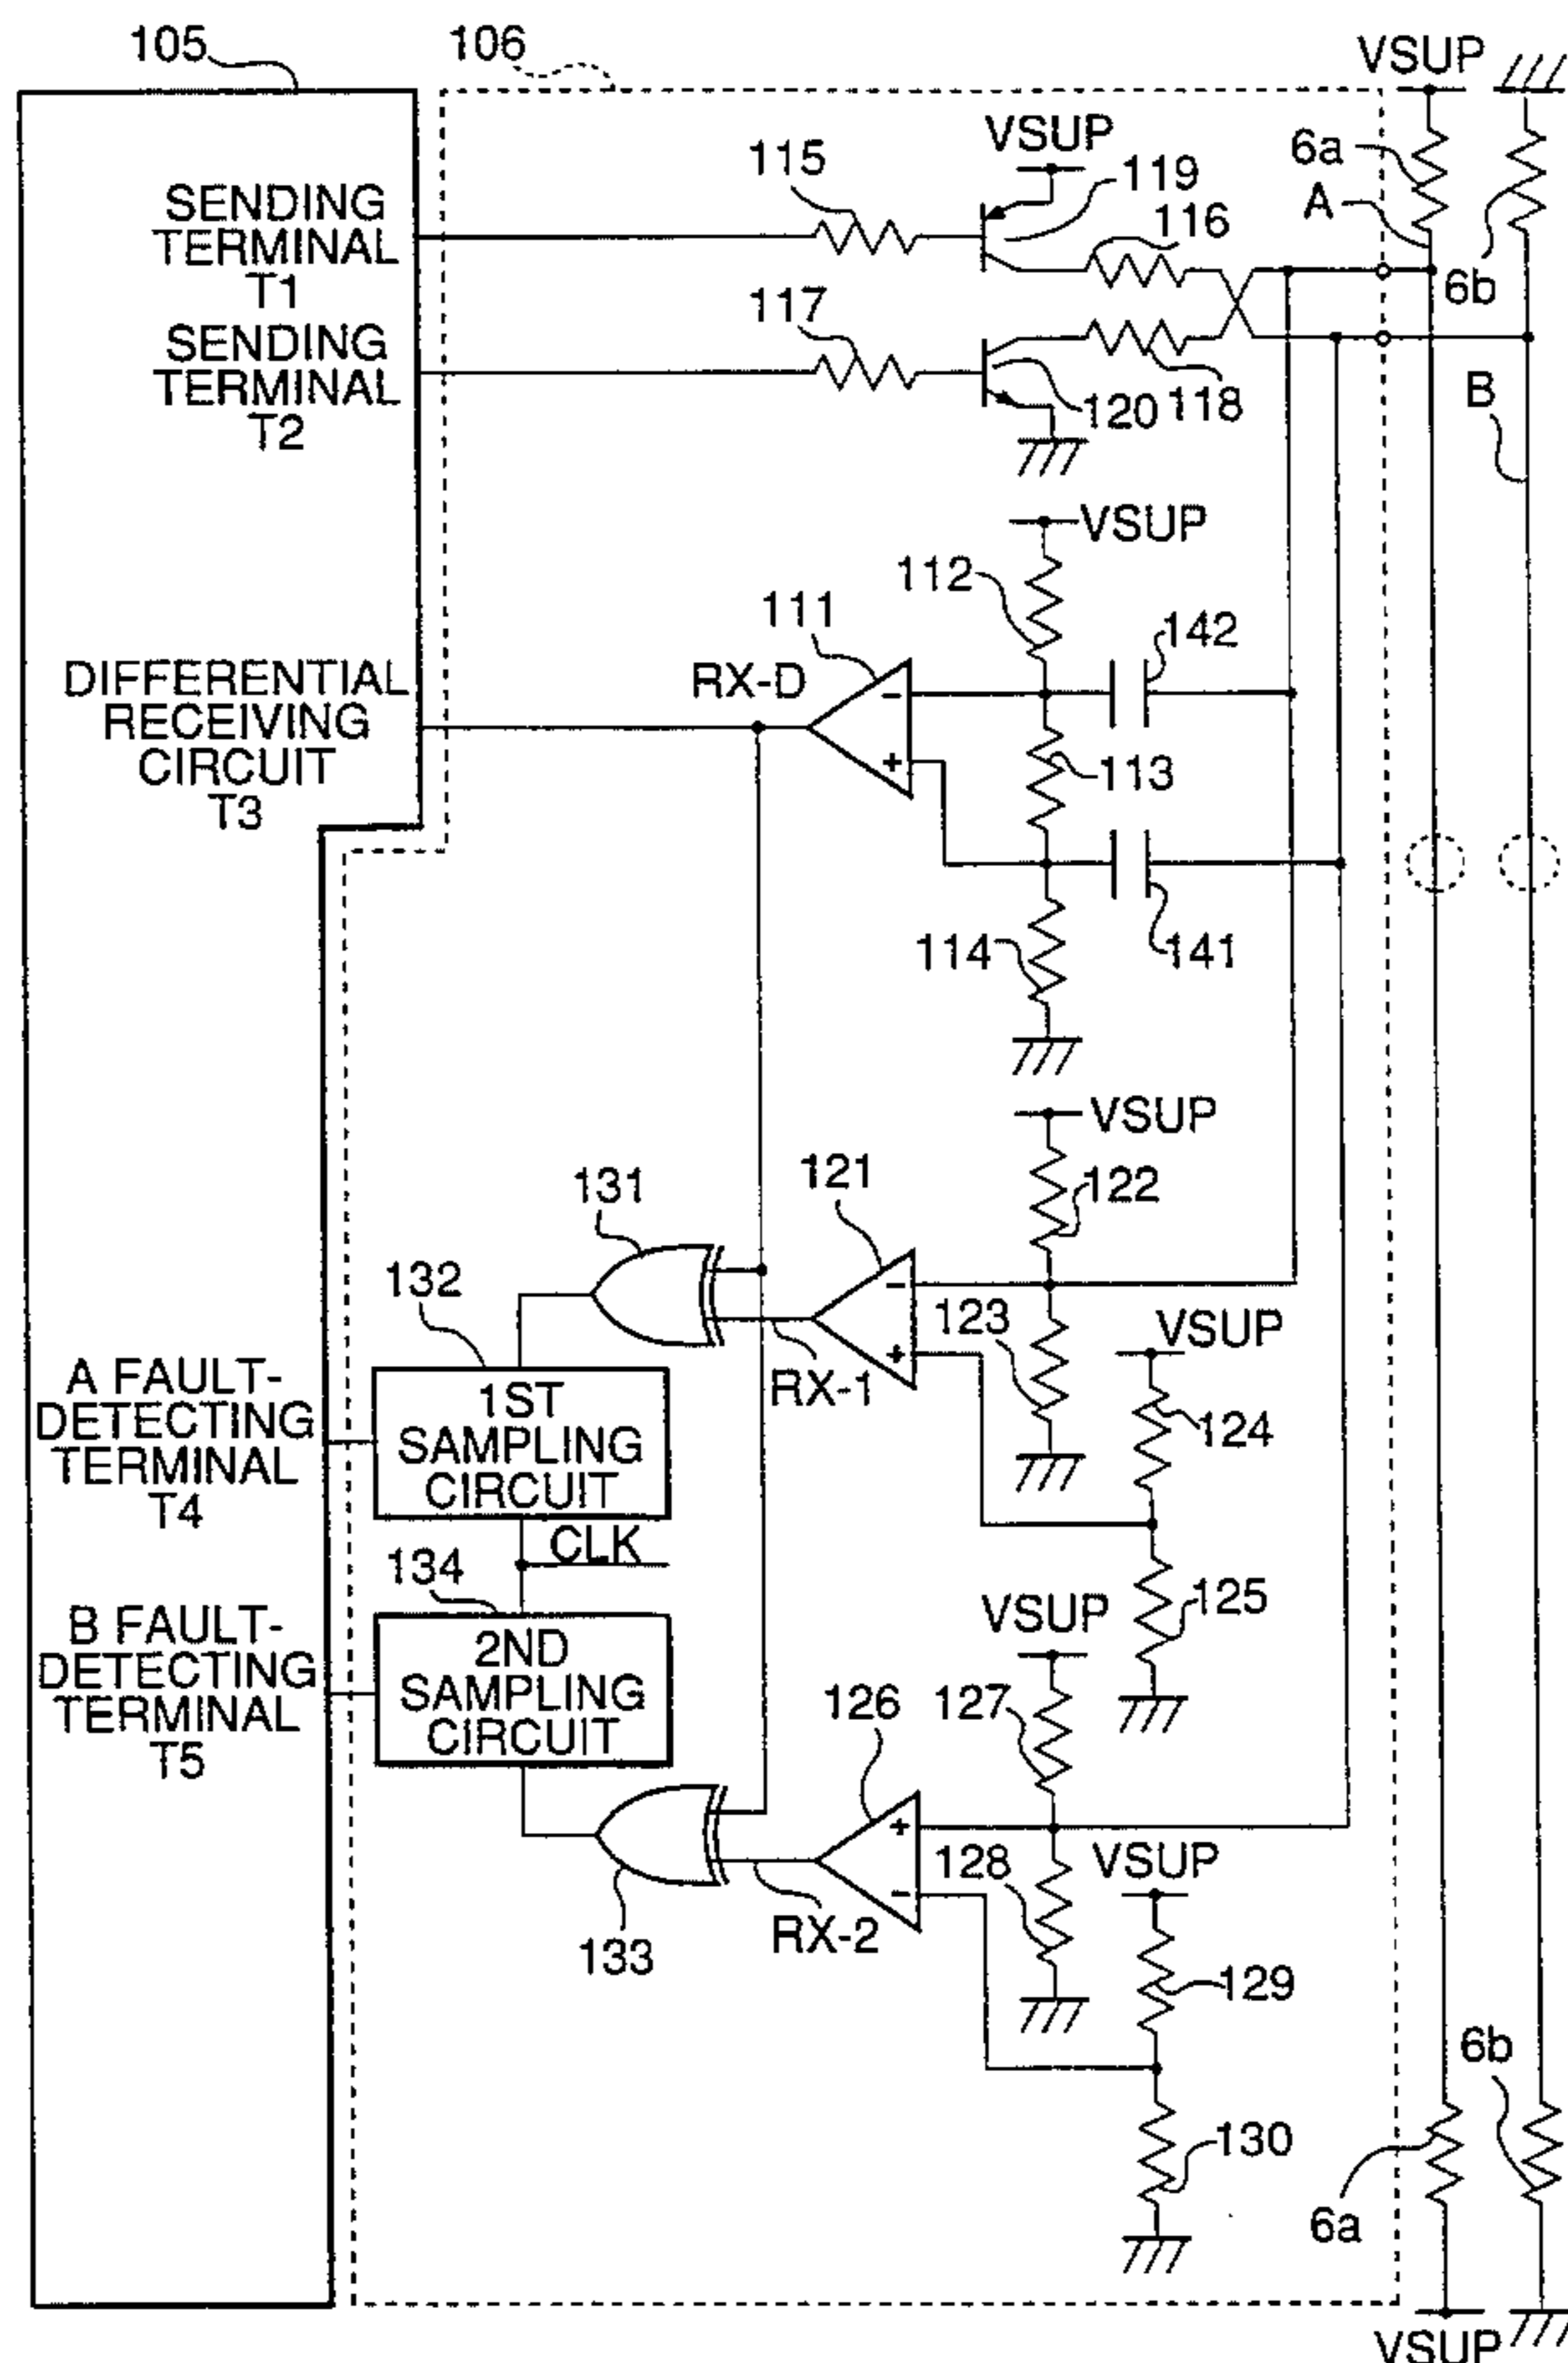 105
106
VSUP
VSUP
115
119
6a
A
116
6b
SENDING
TERMINAL
T1
117
SENDING
TERMINAL
T2
120
118
B
VSUP
112
111
142
RX-D
-
+
DIFFERENTIAL
RECEIVING
CIRCUIT
T3
113
114
141
VSUP
131
121
122
132
-
+
123
VSUP
RX-1
124
A FAULT-
DETECTING
TERMINAL
T4
1ST
SAMPLING
CIRCUIT
CLK
134
125
VSUP
B FAULT-
DETECTING
TERMINAL
T5
2ND
SAMPLING
CIRCUIT
126
127
+
-
128
VSUP
133
RX-2
129
6b
130
6a
VSUP